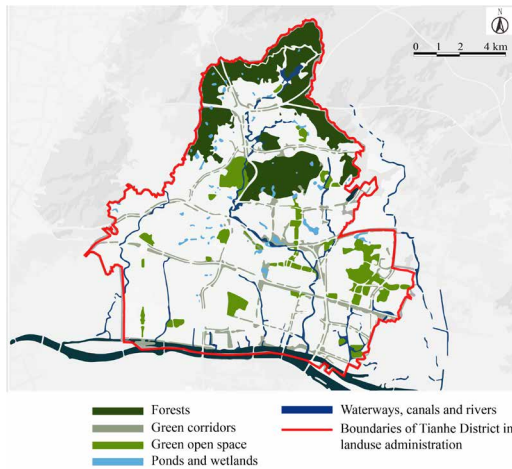 N
0 1 2 4 km
Forests
Green corridors
Green open space
Ponds and wetlands
Waterways, canals and rivers
Boundaries of Tianhe District in
landuse administration